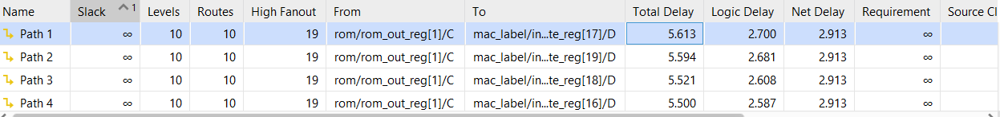 Name Slack 1 Levels Routes High Fanout From To Total Delay Logic Delay Net Delay Requirement Source Cl
Path 1 ∞ 10 10 19 rom/rom_out_reg[1]/C mac_label/in...te_reg[17]/D 5.613 2.700 2.913 ∞
Path 2 ∞ 10 10 19 rom/rom_out_reg[1]/C mac_label/in...te_reg[19]/D 5.594 2.681 2.913 ∞
Path 3 ∞ 10 10 19 rom/rom_out_reg[1]/C mac_label/in...te_reg[18]/D 5.521 2.608 2.913 ∞
Path 4 ∞ 10 10 19 rom/rom_out_reg[1]/C mac_label/in...te_reg[16]/D 5.500 2.587 2.913 ∞